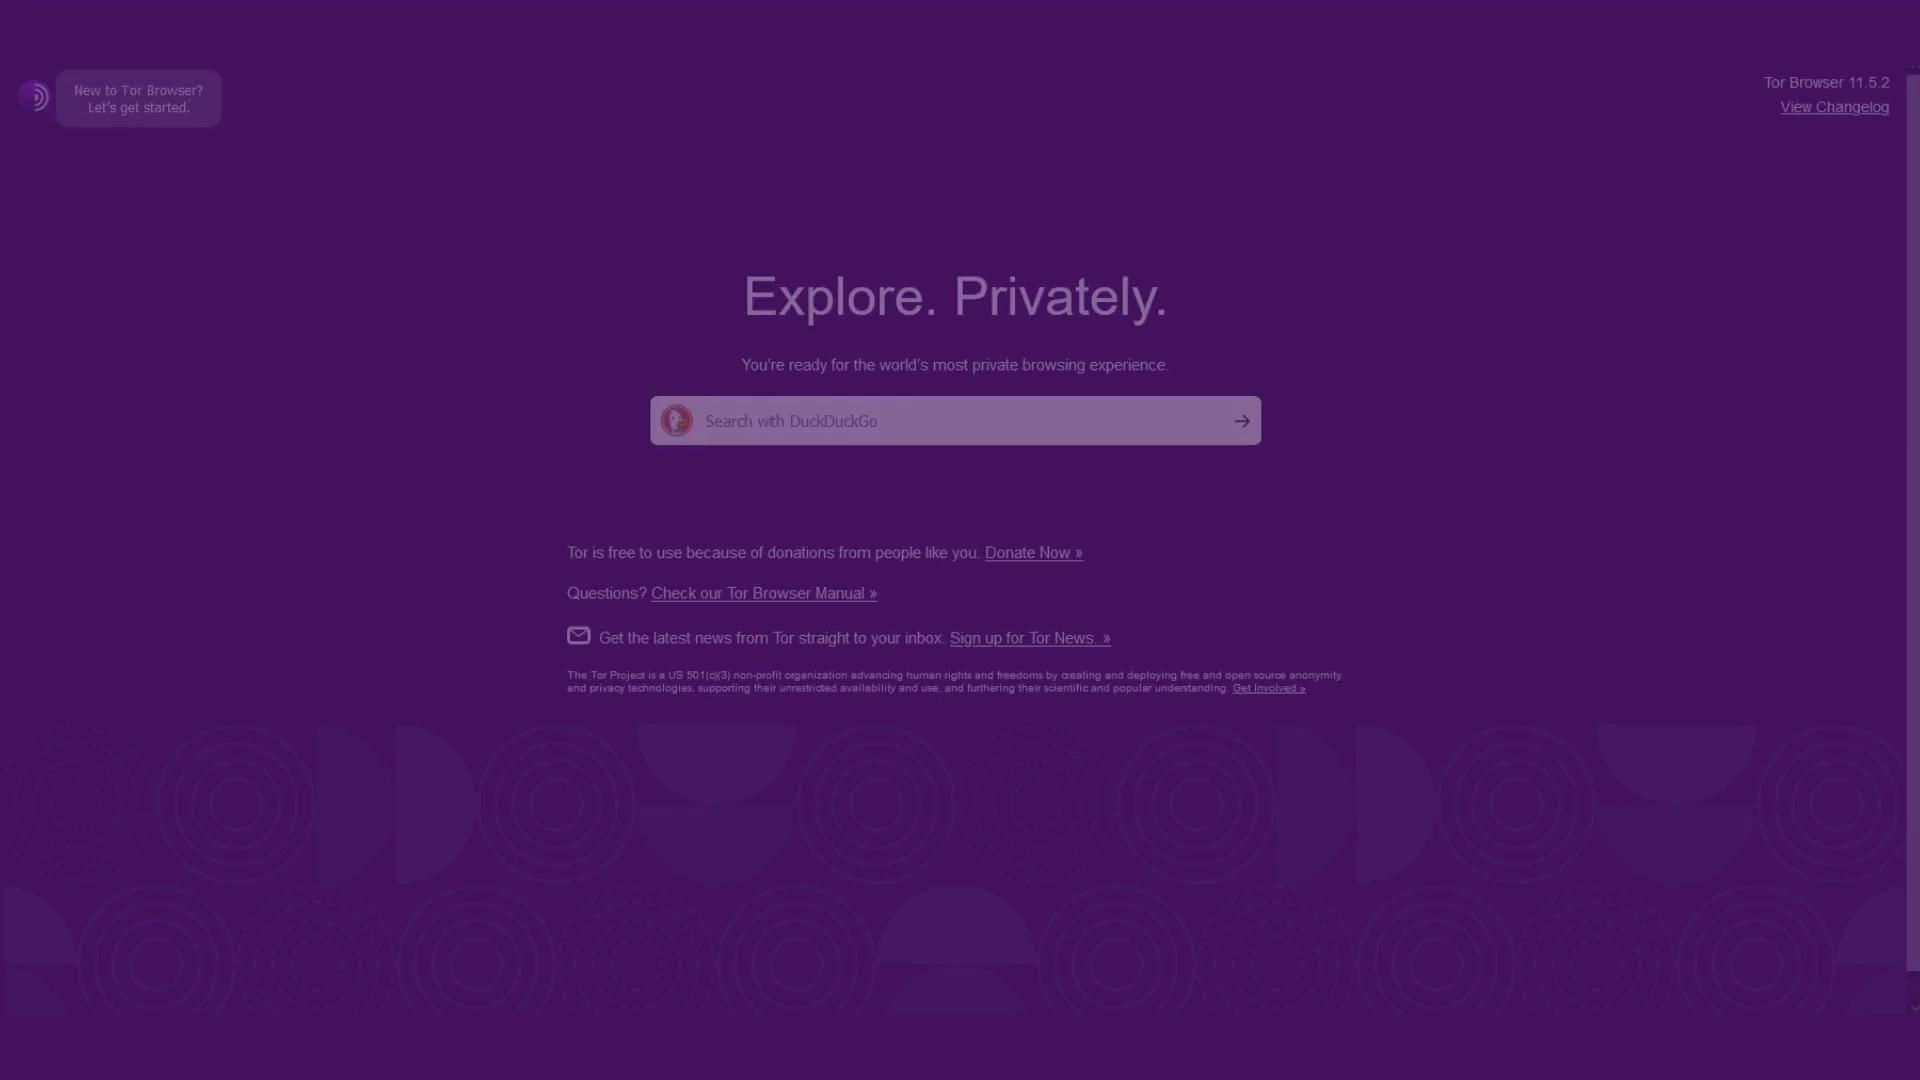 New to Tor Browser?
Let's get started.
Tor Browser 11.5.2
View Changelog
Explore. Privately.
You're ready for the world's most private browsing experience.
Search with DuckDuckGo
Tor is free to use because of donations from people like you. Donate Now »
Questions? Check our Tor Browser Manual »
Get the latest news from Tor straight to your inbox. Sign up for Tor News. »
The Tor Project is a US 501(c)(3) non-profit organization advancing human rights and freedoms by creating and deploying free and open source anonymity
and privacy technologies, supporting their unrestricted availability and use, and furthering their scientific and popular understanding. Get Involved »